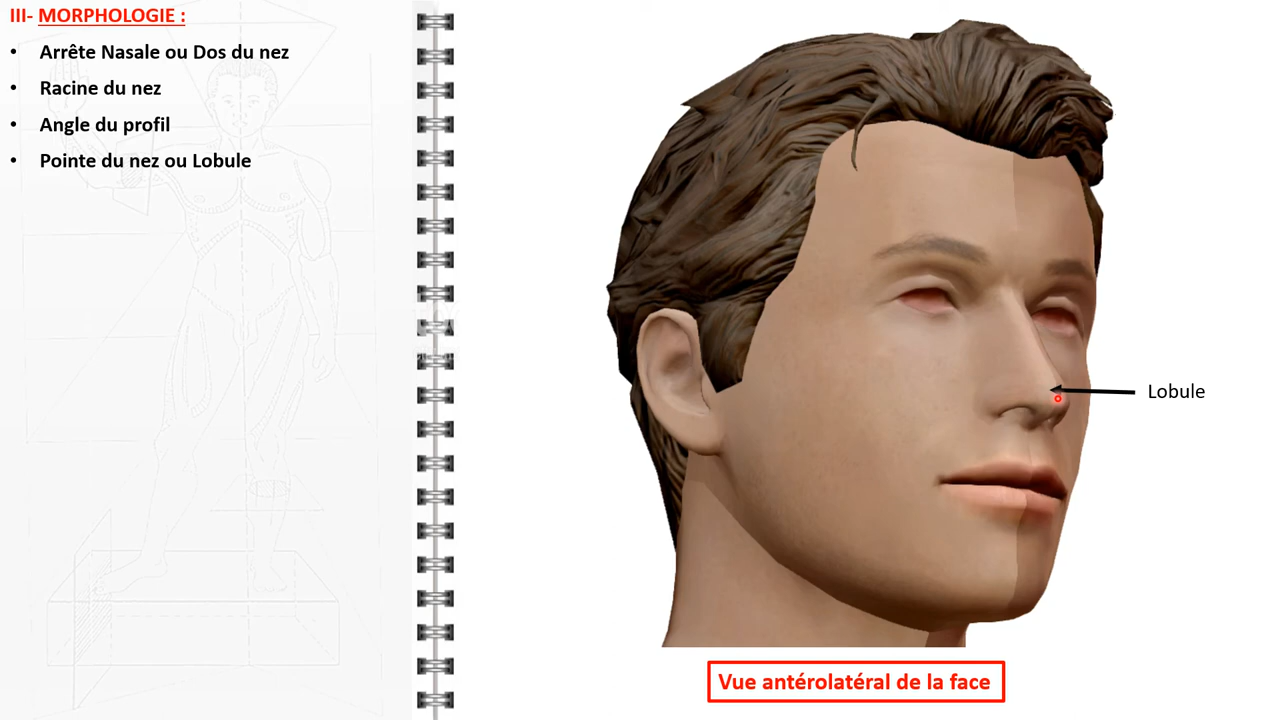 III- MORPHOLOGIE :
• Arrête Nasale ou Dos du nez
• Racine du nez
• Angle du profil
• Pointe du nez ou Lobule
Lobule
Vue antérolatéral de la face